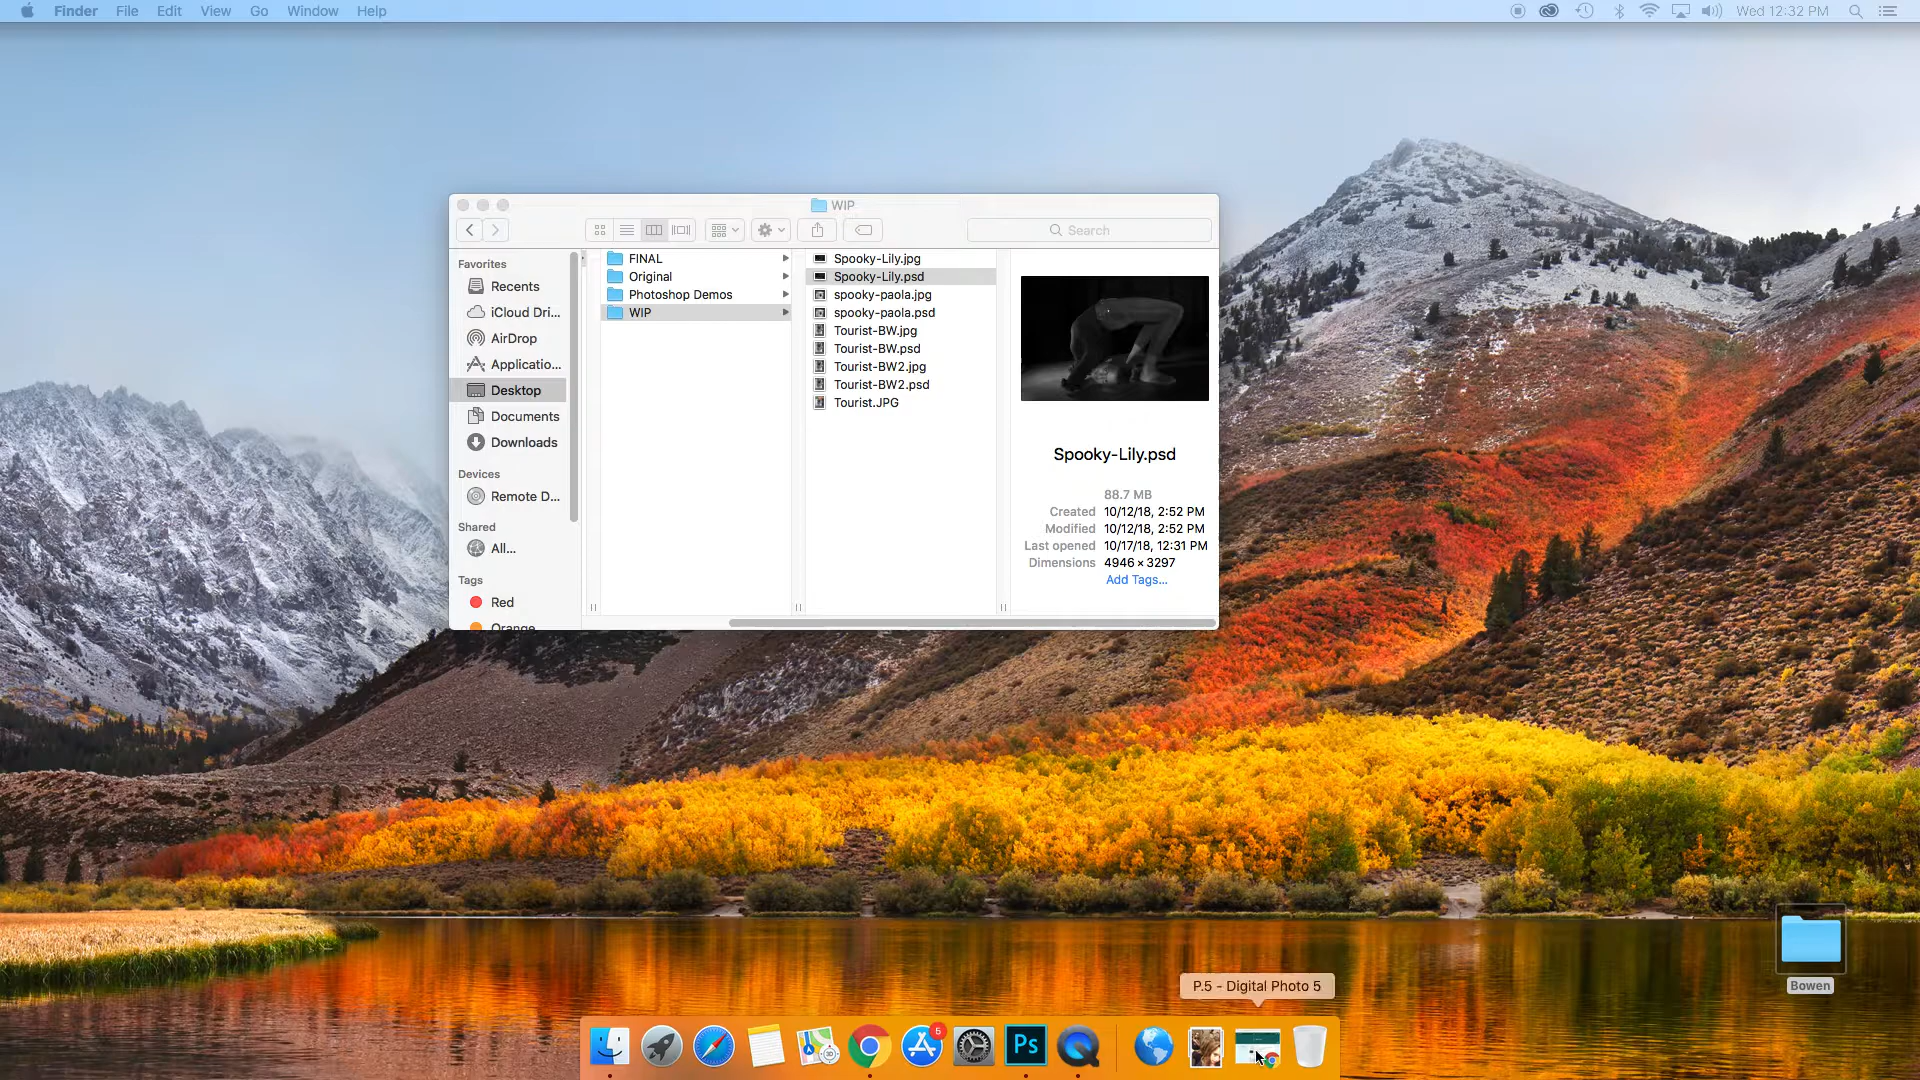 Finder File Edit View Go Window Help
Wed 12:32 PM
WIP
Search
Favorites
Recents
iCloud Dri...
AirDrop
Applicatio...
Desktop
Documents
Downloads
Devices
Remote D...
Shared
All...
Tags
Red
Orange
FINAL
Original
Photoshop Demos
WIP
Spooky-Lily.jpg
Spooky-Lily.psd
spooky-paola.jpg
spooky-paola.psd
Tourist-BW.jpg
Tourist-BW.psd
Tourist-BW2.jpg
Tourist-BW2.psd
Tourist.JPG
Spooky-Lily.psd
88.7 MB
Created 10/12/18, 2:52 PM
Modified 10/12/18, 2:52 PM
Last opened 10/17/18, 12:31 PM
Dimensions 4946 × 3297
Add Tags...
Bowen
P.5 - Digital Photo 5
3D
5
Ps